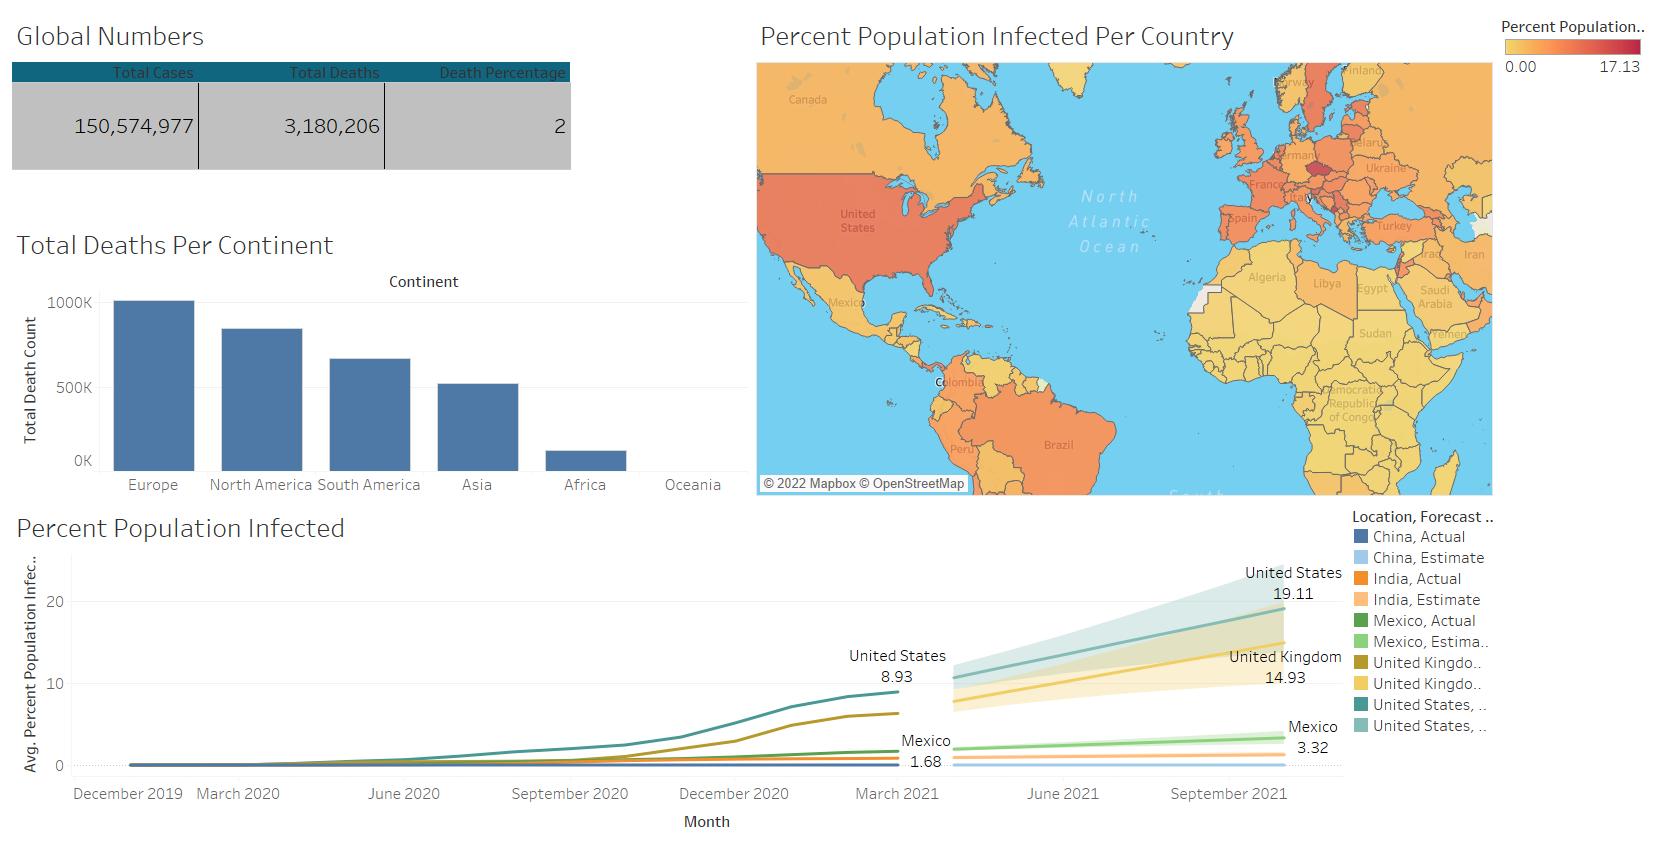 Global Numbers
Total Cases Total Deaths Death Percentage
150,574,977 3,180,206 2
Total Deaths Per Continent
Continent
Total Death Count
1000K
500K
0K
Europe North America South America Asia Africa Oceania
Percent Population Infected Per Country
Percent Population..
0.00 17.13
Canada
United
States
Mexico
North
Atlantic
Ocean
Colombia
Peru
Brazil
Norway
Finland
Belarus
Germany
Ukraine
France
Italy
Spain
Turkey
Iraq
Iran
Algeria
Libya
Egypt
Saudi
Arabia
Sudan
Yemen
Democratic
Republic
of Congo
South
© 2022 Mapbox © OpenStreetMap
Percent Population Infected
Avg. Percent Population Infec..
20
10
0
United States
8.93
Mexico
1.68
United States
19.11
United Kingdom
14.93
Mexico
3.32
December 2019 March 2020 June 2020 September 2020 December 2020 March 2021 June 2021 September 2021
Month
Location, Forecast ..
China, Actual
China, Estimate
India, Actual
India, Estimate
Mexico, Actual
Mexico, Estima..
United Kingdo..
United Kingdo..
United States, ..
United States, ..